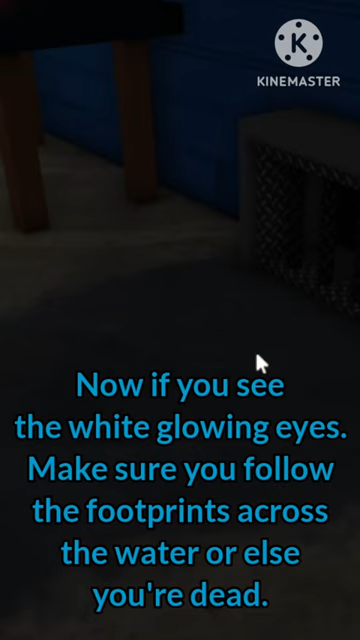 KINEMASTER
Now if you see
the white glowing eyes.
Make sure you follow
the footprints across
the water or else
you're dead.